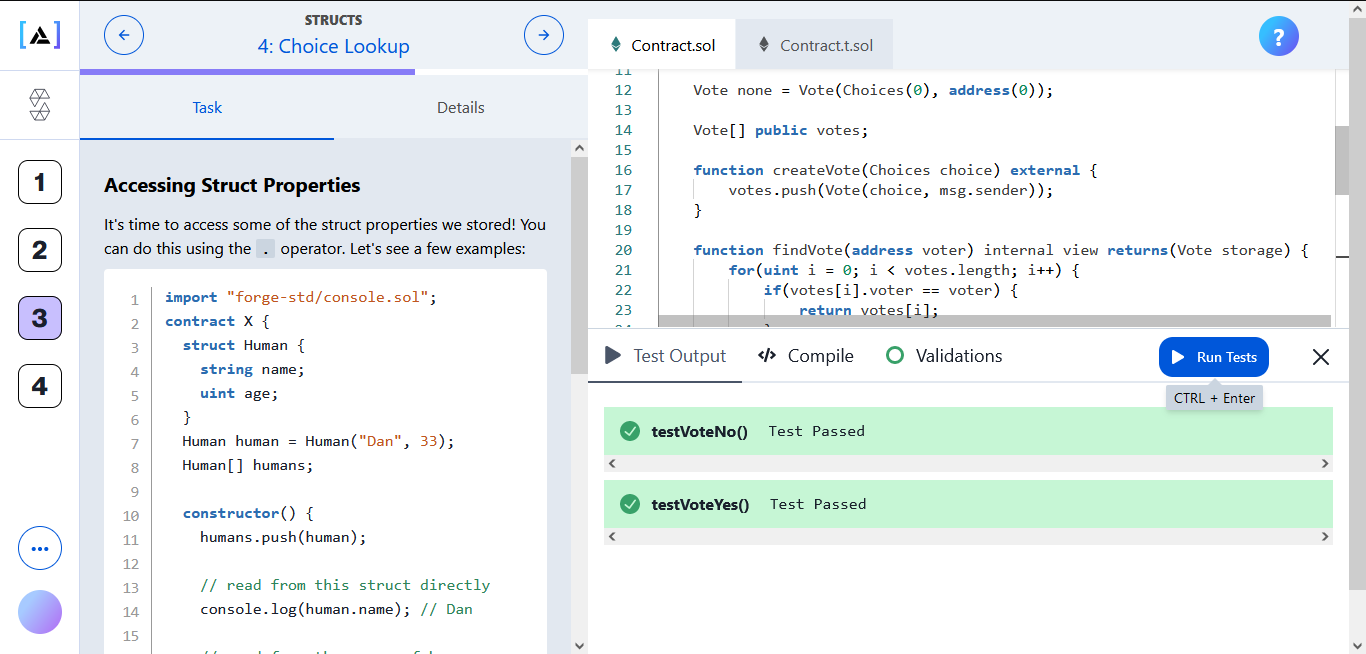 STRUCTS
4: Choice Lookup
Task
Details
1
2
3
4
Accessing Struct Properties
It's time to access some of the struct properties we stored! You
can do this using the . operator. Let's see a few examples:
1 import "forge-std/console.sol";
2 contract X {
3 struct Human {
4 string name;
5 uint age;
6 }
7 Human human = Human("Dan", 33);
8 Human[] humans;
9
10 constructor() {
11 humans.push(human);
12
13 // read from this struct directly
14 console.log(human.name); // Dan
15
Contract.sol
Contract.t.sol
?
11
12 Vote none = Vote(Choices(0), address(0));
13
14 Vote[] public votes;
15
16 function createVote(Choices choice) external {
17 votes.push(Vote(choice, msg.sender));
18 }
19
20 function findVote(address voter) internal view returns(Vote storage) {
21 for(uint i = 0; i < votes.length; i++) {
22 if(votes[i].voter == voter) {
23 return votes[i];
Test Output
Compile
Validations
Run Tests
CTRL + Enter
testVoteNo() Test Passed
testVoteYes() Test Passed